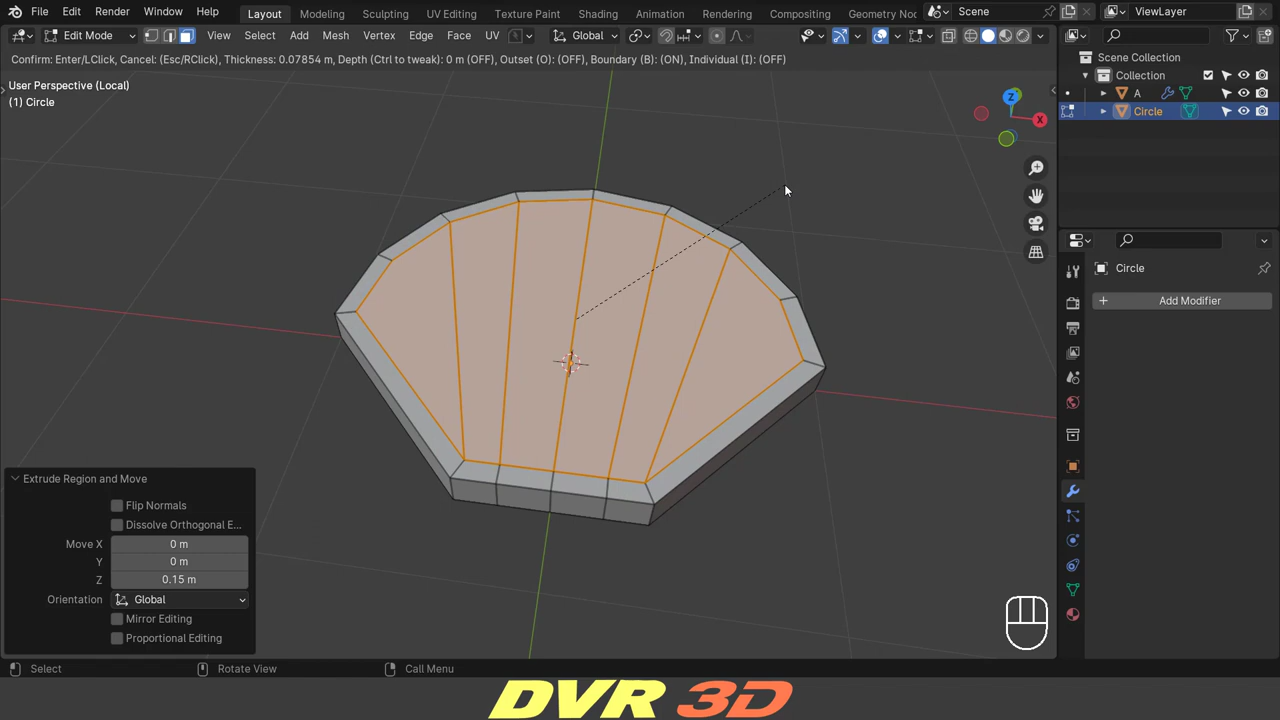 File Edit Render Window Help Layout Modeling Sculpting UV Editing Texture Paint Shading Animation Rendering Compositing Geometry Noc Scene ViewLayer
Edit Mode View Select Add Mesh Vertex Edge Face UV Global
Confirm: Enter/LClick, Cancel: (Esc/RClick), Thickness: 0.07854 m, Depth (Ctrl to tweak): 0 m (OFF), Outset (O): (OFF), Boundary (B): (ON), Individual (I): (OFF)
User Perspective (Local)
(1) Circle
Z
X
Scene Collection
Collection
A
Circle
Circle
Add Modifier
Extrude Region and Move
Flip Normals
Dissolve Orthogonal E...
Move X 0 m
Y 0 m
Z 0.15 m
Orientation Global
Mirror Editing
Proportional Editing
Select Rotate View Call Menu
DVR 3D